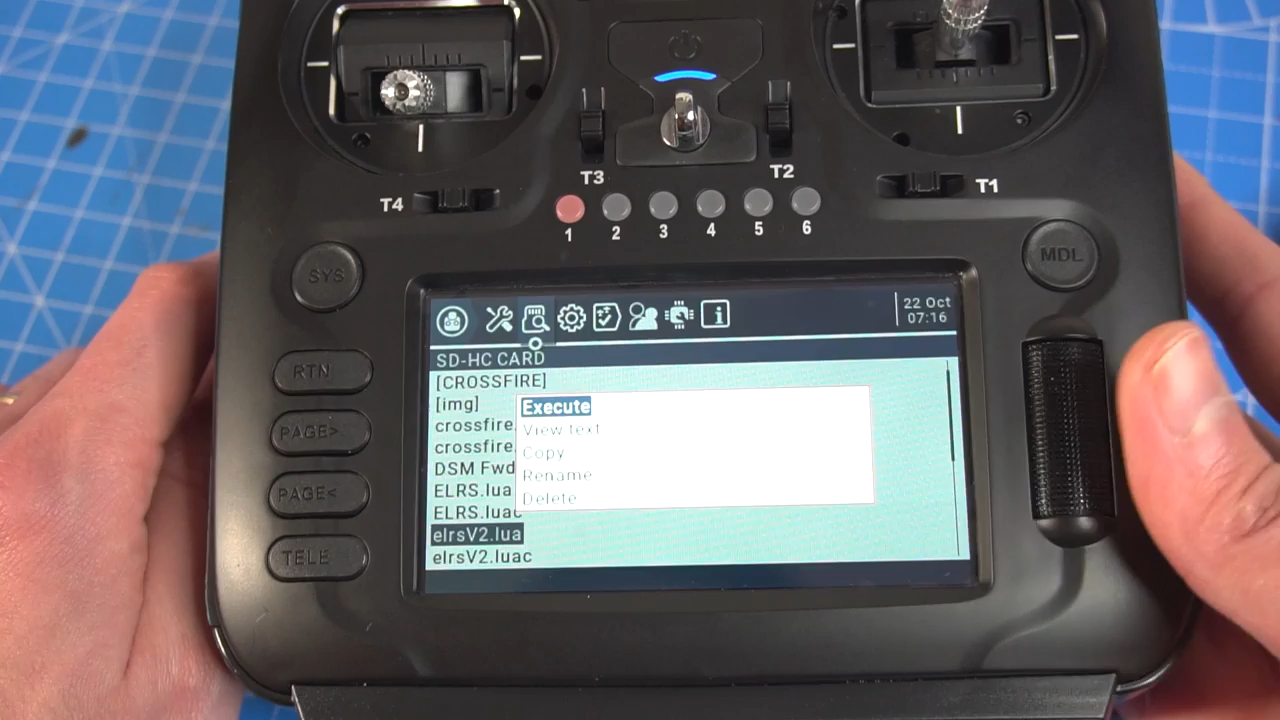 T3
T2
T4
T1
1 2 3 4 5 6
SYS
MDL
RTN
PAGE>
PAGE<
TELE
22 Oct
07:16
SD-HC CARD
[CROSSFIRE]
[img]
crossfire.
crossfire.
DSM Fwd
ELRS.lua
ELRS.luac
elrsV2.lua
elrsV2.luac
Execute
View text
Copy
Rename
Delete